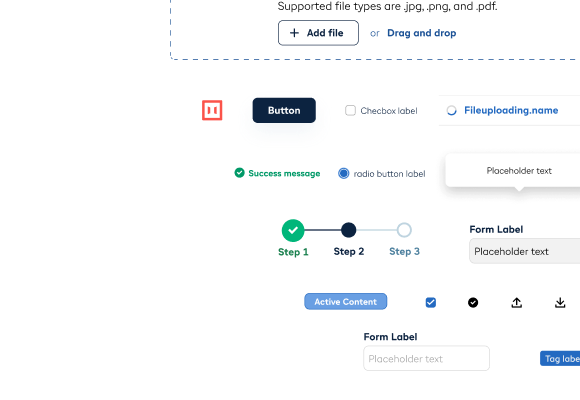 Supported file types are .jpg, .png, and .pdf.
Add file or Drag and drop
Button Checbox label Fileuploading.name
Success message radio button label Placeholder text
Step 1 Step 2 Step 3
Form Label
Placeholder text
Active Content
Form Label
Placeholder text
Tag labe